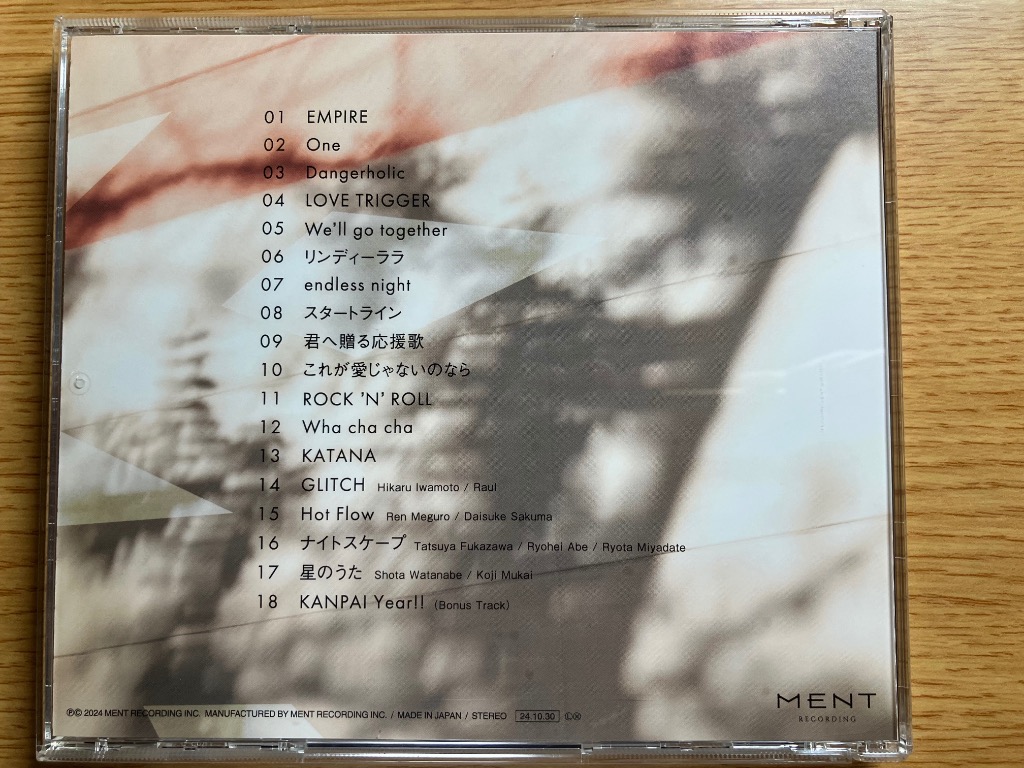 01 EMPIRE
02 One
03 Dangerholic
04 LOVE TRIGGER
05 We'll go together
06 リンディーララ
07 endless night
08 スタートライン
09 君へ贈る応援歌
10 これが愛じゃないのなら
11 ROCK 'N' ROLL
12 Wha cha cha
13 KATANA
14 GLITCH Hikaru Iwamoto / Raul
15 Hot Flow Ren Meguro / Daisuke Sakuma
16 ナイトスケープ Tatsuya Fukazawa / Ryohei Abe / Ryota Miyadate
17 星のうた Shota Watanabe / Koji Mukai
18 KANPAI Year!! (Bonus Track)
℗© 2024 MENT RECORDING INC. MANUFACTURED BY MENT RECORDING INC. / MADE IN JAPAN / STEREO 24.10.30 Ⓛⓧ
MENT
RECORDING